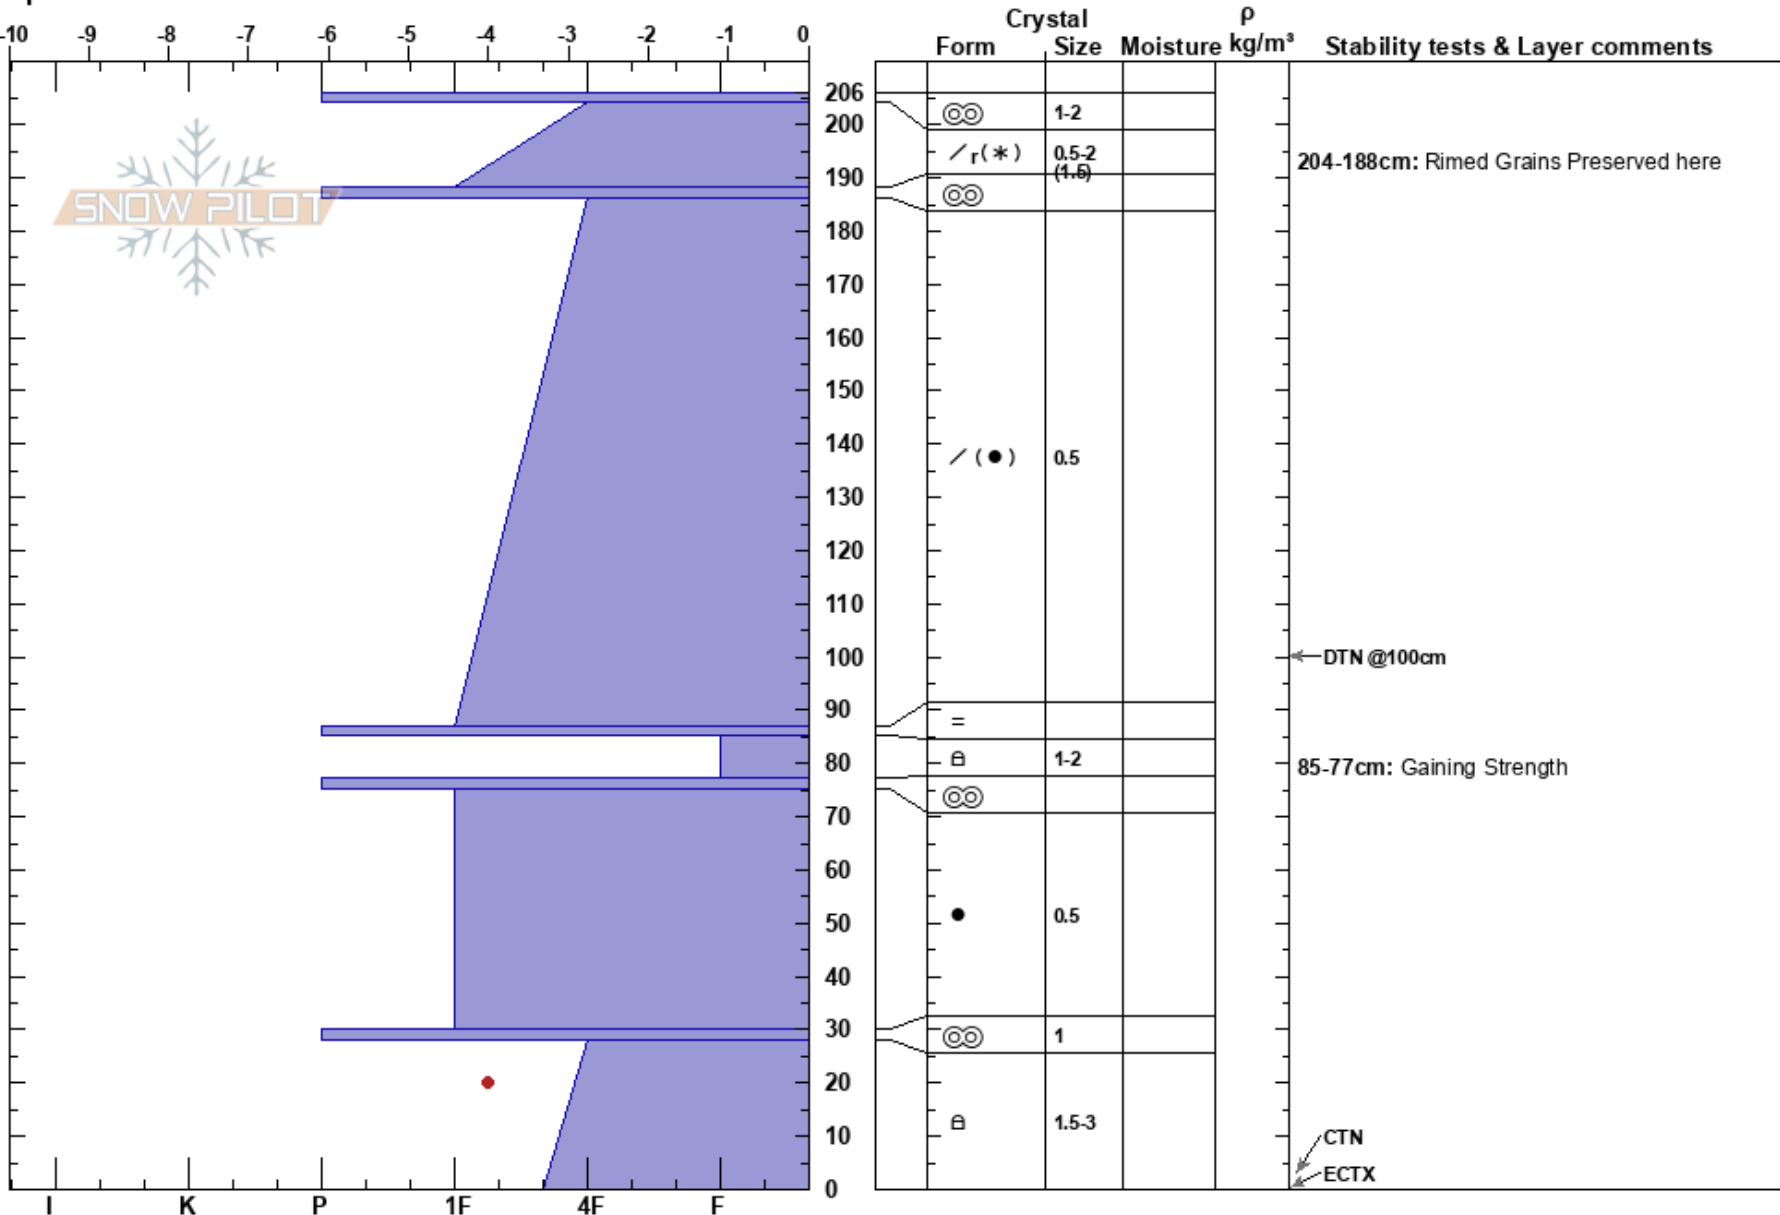 -10 -9 -8 -7 -6 -5 -4 -3 -2 -1 0
Crystal ρ
Form Size Moisture kg/m³ Stability tests & Layer comments
206
1-2
200
r(*) 0.5-2
204-188cm: Rimed Grains Preserved here
(1.5)
190
SNOW PILOT
180
170
160
150
140
/ (●) 0.5
130
120
110
100 DTN @100cm
90
=
80 1-2
85-77cm: Gaining Strength
70
60
● 0.5
50
40
30 1
20
1.5-3
10 CTN
ECTX
0
I K P 1F 4F F